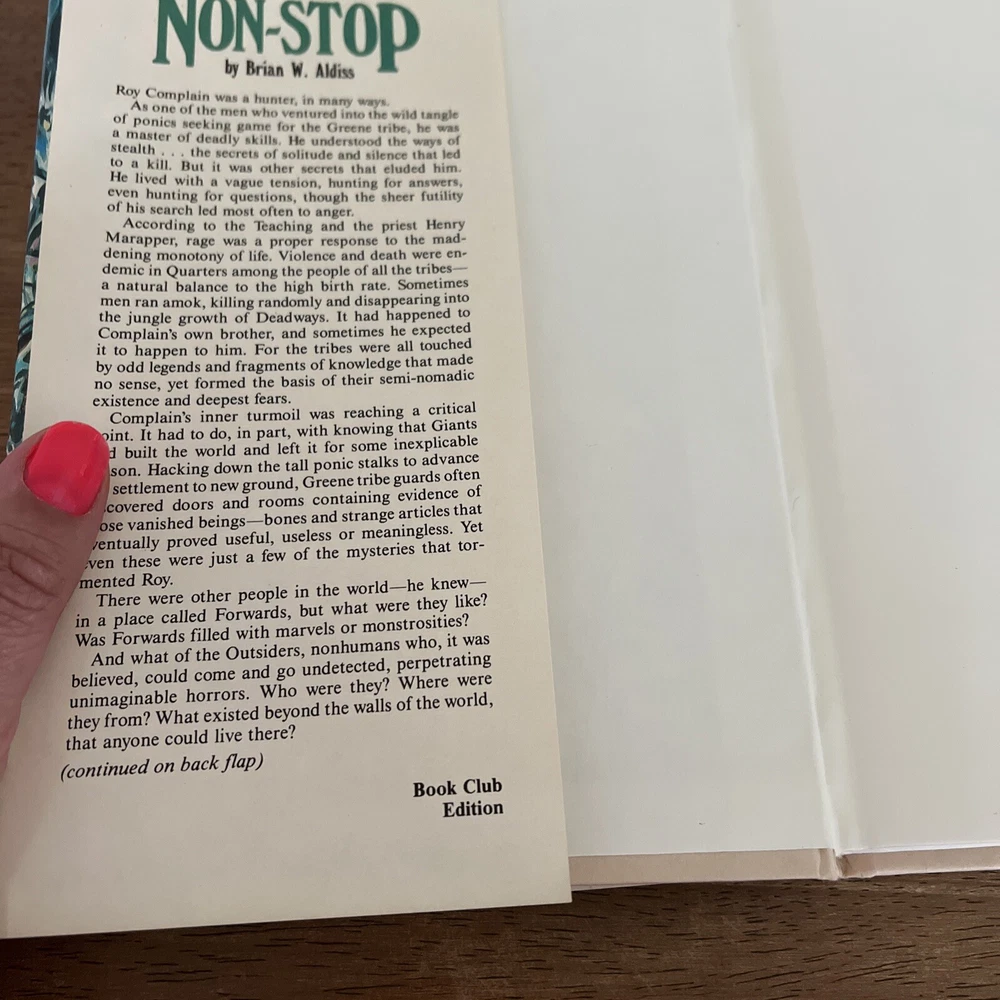 NON-STOP
by Brian W. Aldiss
Roy Complain was a hunter, in many ways.
As one of the men who ventured into the wild tangle
of ponics seeking game for the Greene tribe, he was
a master of deadly skills. He understood the ways of
stealth . . . the secrets of solitude and silence that led
to a kill. But it was other secrets that eluded him.
He lived with a vague tension, hunting for answers,
even hunting for questions, though the sheer futility
of his search led most often to anger.
According to the Teaching and the priest Henry
Marapper, rage was a proper response to the mad-
dening monotony of life. Violence and death were en-
demic in Quarters among the people of all the tribes—
a natural balance to the high birth rate. Sometimes
men ran amok, killing randomly and disappearing into
the jungle growth of Deadways. It had happened to
Complain's own brother, and sometimes he expected
it to happen to him. For the tribes were all touched
by odd legends and fragments of knowledge that made
no sense, yet formed the basis of their semi-nomadic
existence and deepest fears.
Complain's inner turmoil was reaching a critical
oint. It had to do, in part, with knowing that Giants
d built the world and left it for some inexplicable
son. Hacking down the tall ponic stalks to advance
settlement to new ground, Greene tribe guards often
covered doors and rooms containing evidence of
ose vanished beings—bones and strange articles that
ventually proved useful, useless or meaningless. Yet
ven these were just a few of the mysteries that tor-
mented Roy.
There were other people in the world—he knew—
in a place called Forwards, but what were they like?
Was Forwards filled with marvels or monstrosities?
And what of the Outsiders, nonhumans who, it was
believed, could come and go undetected, perpetrating
unimaginable horrors. Who were they? Where were
they from? What existed beyond the walls of the world,
that anyone could live there?
(continued on back flap)
Book Club
Edition